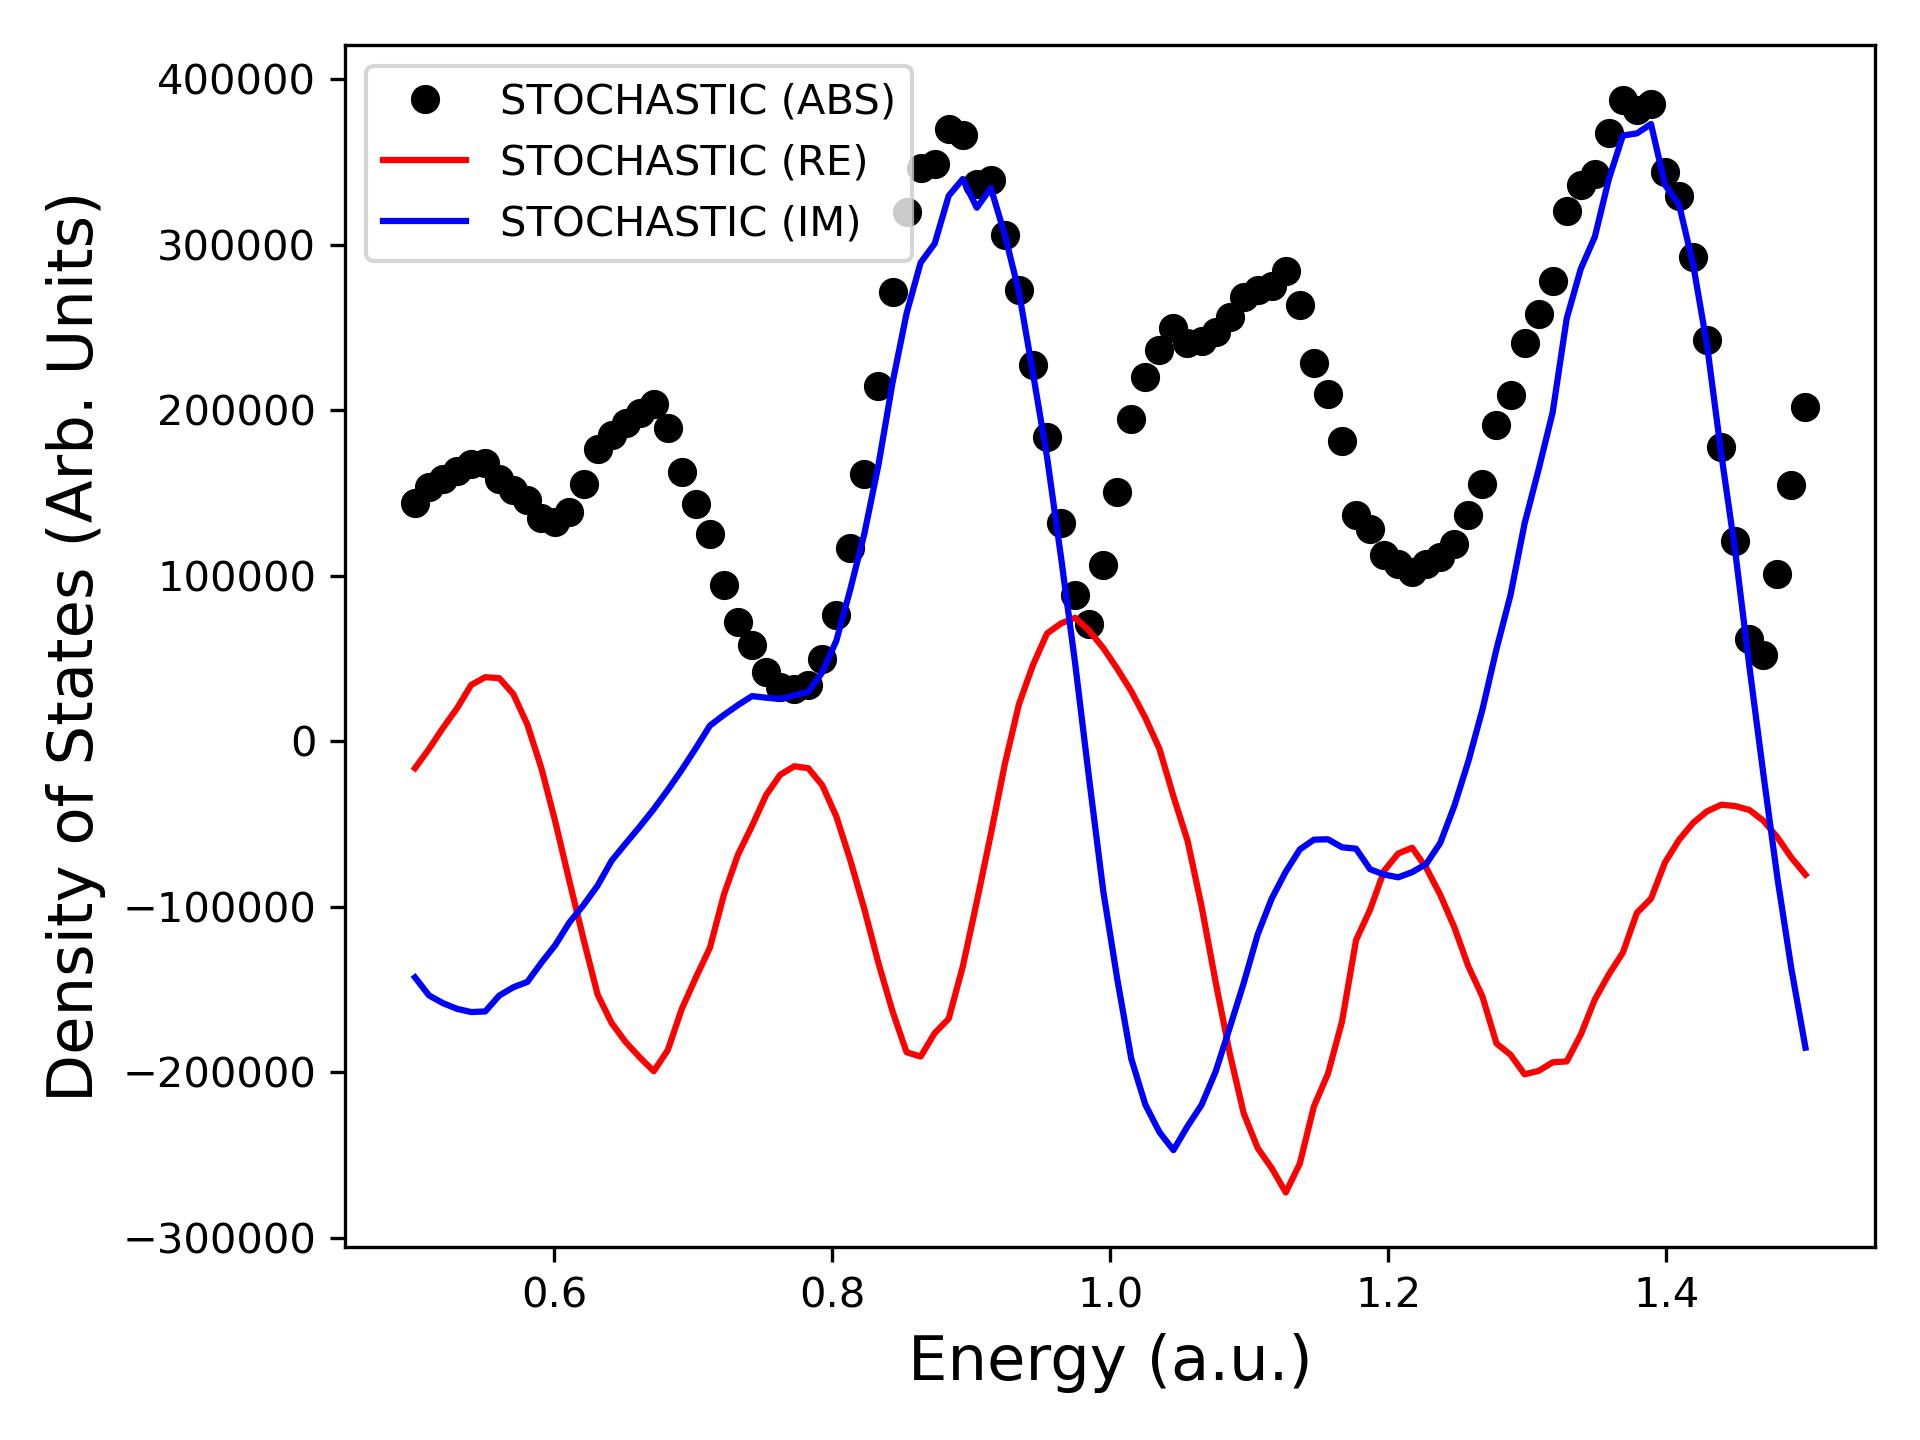 STOCHASTIC (ABS)
STOCHASTIC (RE)
STOCHASTIC (IM)
400000
300000
200000
100000
0
−100000
−200000
−300000
Density of States (Arb. Units)
0.6 0.8 1.0 1.2 1.4
Energy (a.u.)